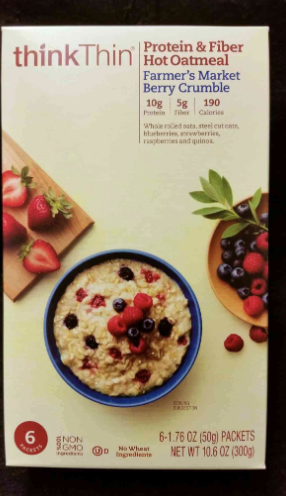 thinkThin®
Protein & Fiber
Hot Oatmeal
Farmer's Market
Berry Crumble
10g 5g 190
Protein Fiber Calories
Whole rolled oats, steel cut oats,
blueberries, strawberries,
raspberries and quinoa.
SERVING
SUGGESTION
6
PACKETS
100%
NON
GMO
Ingredients
U D
No Wheat
Ingredients
6-1.76 OZ (50g) PACKETS
NET WT 10.6 OZ (300g)